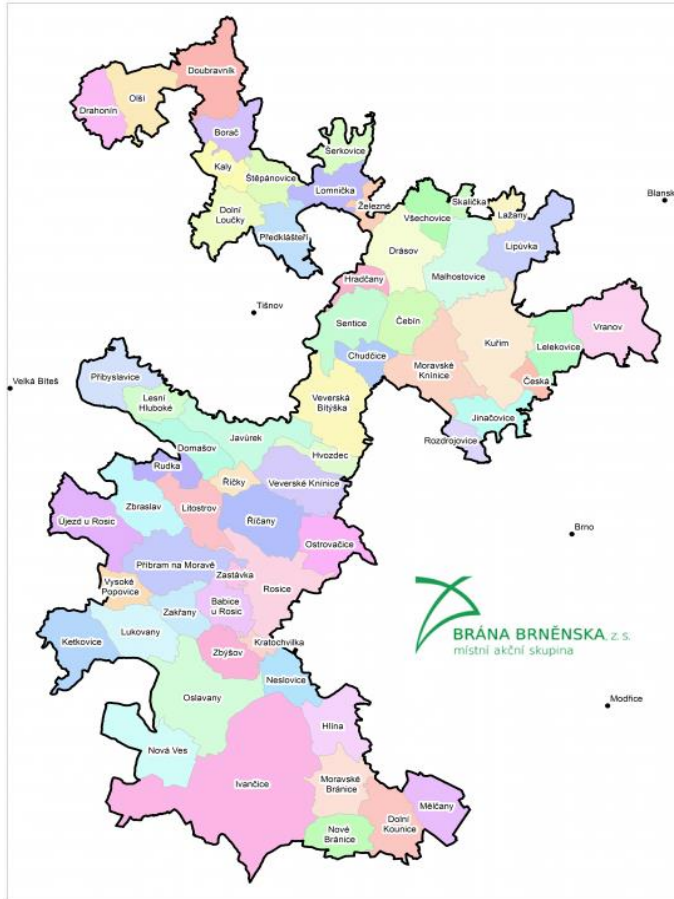 Doubravník
Olší
Drahonín
Borač
Šerkovice
Kaly
Štěpánovice
Lomnička
Blansk
Skalička
Železné
Lažany
Všechovice
Dolní
Loučky
Předklášteří
Lipůvka
Drásov
Malhostovice
Hradčany
Tišnov
Sentice
Čebín
Vranov
Kuřim
Lelekovice
Chudčice
Moravské
Knínice
Přibyslavice
Velká Bíteš
Česká
Lesní
Hluboké
Veverská
Bítýška
Jinačovice
Javůrek
Rozdrojovice
Domašov
Hvozdec
Rudka
Říčky
Veverské Knínice
Zbraslav
Litostrov
Říčany
Újezd u Rosic
Brno
Ostrovačice
Příbram na Moravě
Zastávka
Vysoké
Popovice
Rosice
Babice
u Rosic
Zakřany
Lukovany
Ketkovice
Kratochvilka
Zbýšov
BRÁNA BRNĚNSKA, z. s.
místní akční skupina
Neslovice
Oslavany
Modřice
Hlína
Nová Ves
Ivančice
Moravské
Bránice
Mělčany
Dolní
Kounice
Nové
Bránice